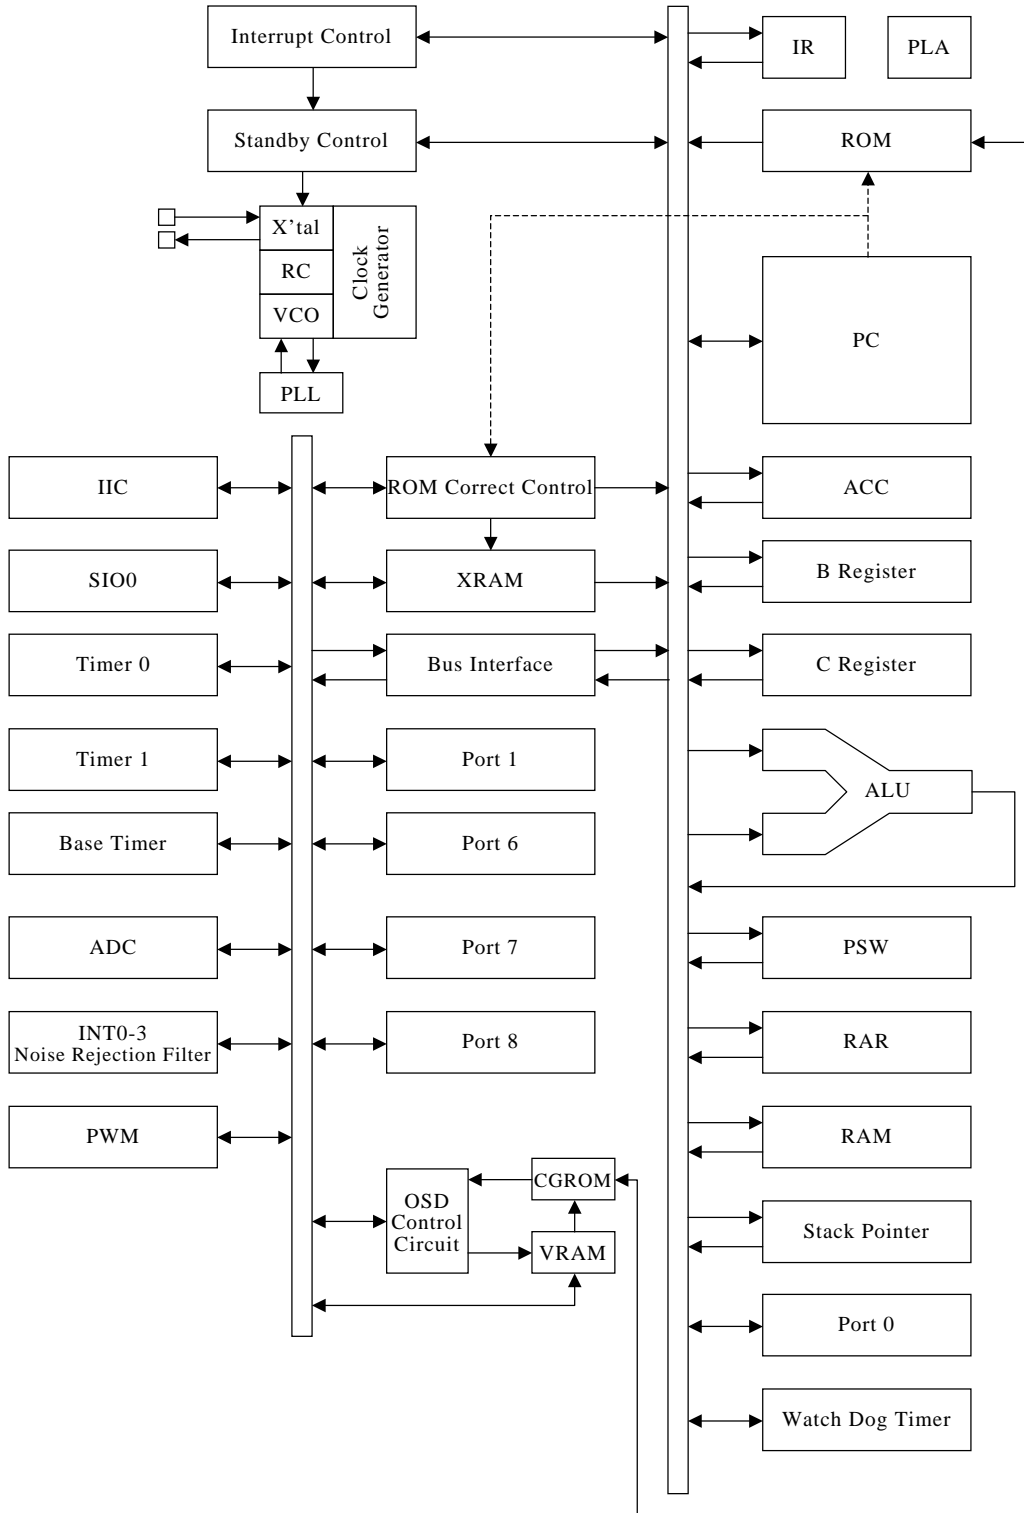 Interrupt Control
IR
PLA
Standby Control
ROM
X’tal
RC
VCO
Clock
Generator
PC
PLL
IIC
ROM Correct Control
ACC
SIO0
XRAM
B Register
Timer 0
Bus Interface
C Register
Timer 1
Port 1
ALU
Base Timer
Port 6
ADC
Port 7
PSW
INT0-3
Noise Rejection Filter
Port 8
RAR
PWM
RAM
OSD
Control
Circuit
CGROM
VRAM
Stack Pointer
Port 0
Watch Dog Timer